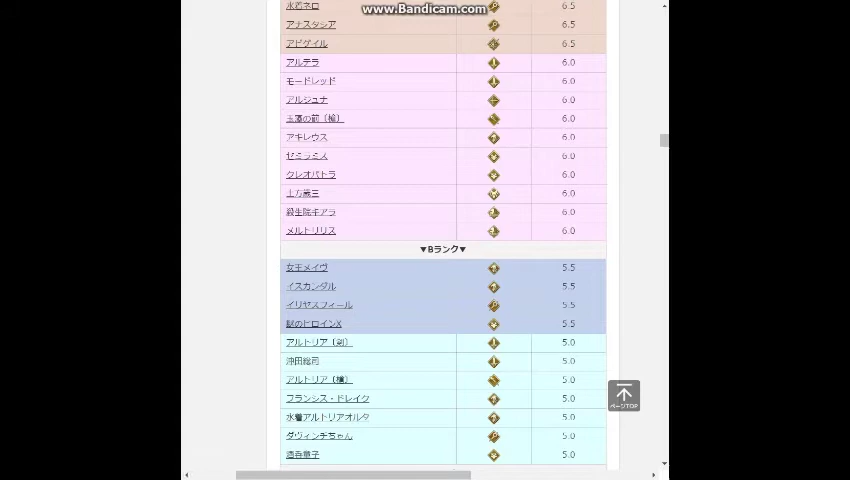 www.Bandicam.com
水着ネロ 6.5
アナスタシア 6.5
アビゲイル 6.5
アルテラ 6.0
モードレッド 6.0
アルジュナ 6.0
玉藻の前（槍） 6.0
アキレウス 6.0
セミラミス 6.0
クレオパトラ 6.0
土方歳三 6.0
殺生院キアラ 6.0
メルトリリス 6.0
▼Bランク▼
女王メイヴ 5.5
イスカンダル 5.5
イリヤスフィール 5.5
謎のヒロインX 5.5
アルトリア（剣） 5.0
沖田総司 5.0
アルトリア（槍） 5.0
フランシス・ドレイク 5.0
水着アルトリアオルタ 5.0
ダヴィンチちゃん 5.0
酒呑童子 5.0
ページTOP